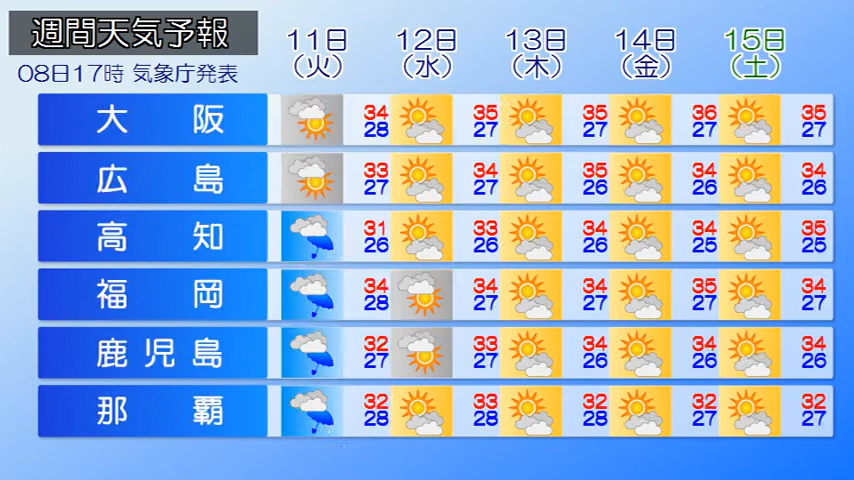 週間天気予報
08日17時 気象庁発表
11日 12日 13日 14日 15日
(火) (水) (木) (金) (土)
大阪 34 28 35 27 35 27 36 27 35 27
広島 33 27 34 27 35 26 34 26 34 26
高知 31 26 33 26 34 26 34 25 35 25
福岡 34 28 34 27 34 27 35 27 34 27
鹿児島 32 27 33 27 34 26 34 26 34 26
那覇 32 28 33 28 32 28 32 27 32 27